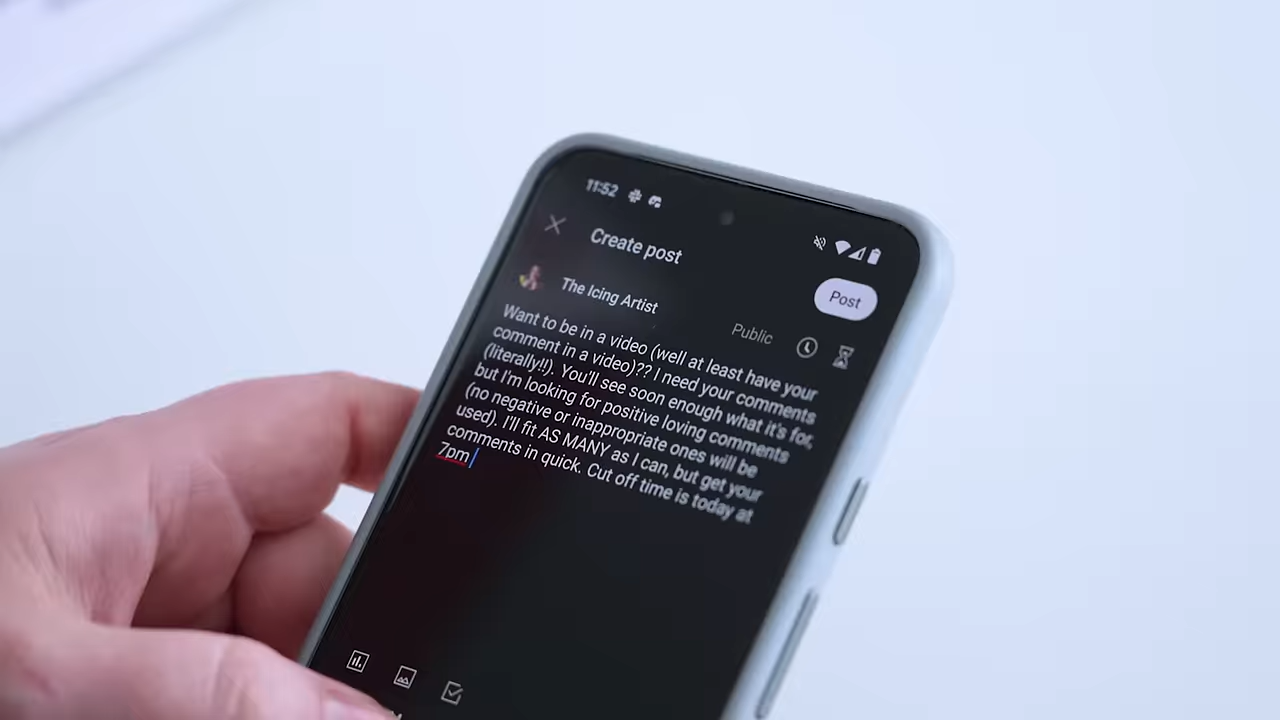 11:52
Create post
Post
The Icing Artist
Public
Want to be in a video (well at least have your
comment in a video)?? I need your comments
(literally!!). You'll see soon enough what it's for,
but I'm looking for positive loving comments
(no negative or inappropriate ones will be
used). I'll fit AS MANY as I can, but get your
comments in quick. Cut off time is today at
7pm